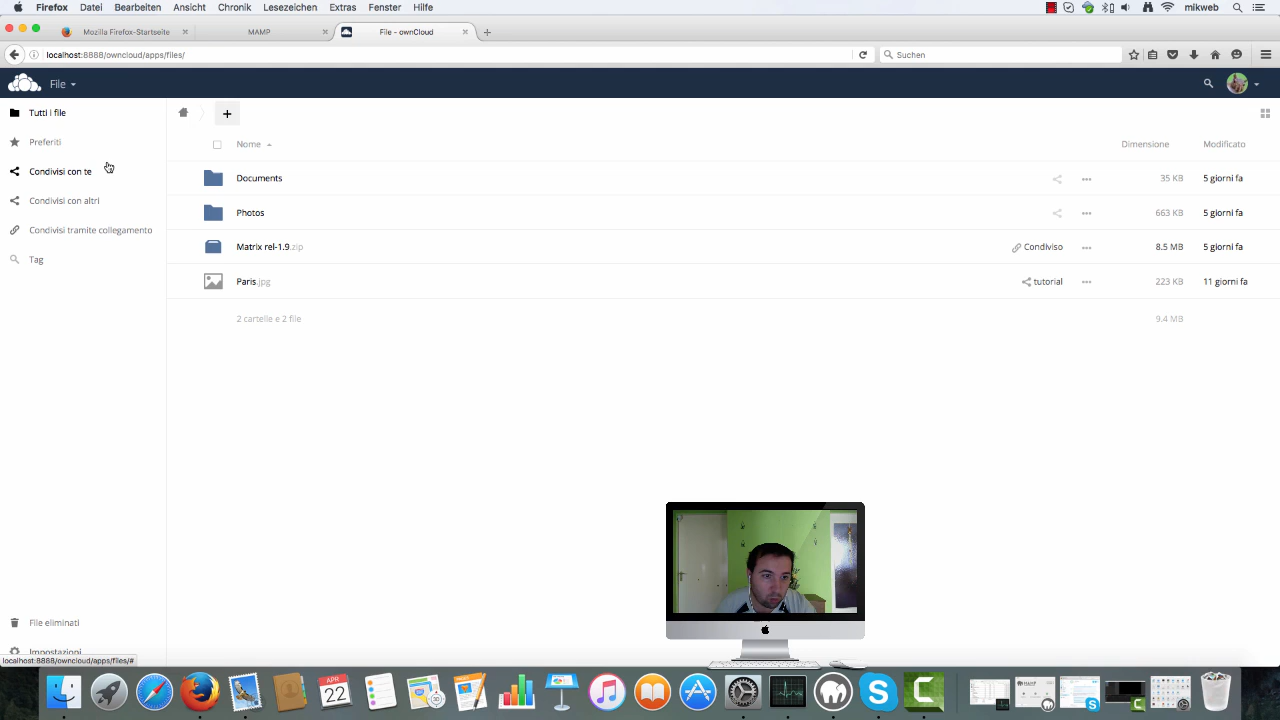 Firefox Datei Bearbeiten Ansicht Chronik Lesezeichen Extras Fenster Hilfe mikweb
Mozilla Firefox-Startseite MAMP File - ownCloud
localhost:8888/owncloud/apps/files/ Suchen
File
Tutti i file
Preferiti
Condivisi con te
Condivisi con altri
Condivisi tramite collegamento
Tag
Nome Dimensione Modificato
Documents 35 KB 5 giorni fa
Photos 663 KB 5 giorni fa
Matrix rel-1.9.zip Condiviso 8.5 MB 5 giorni fa
Paris.jpg tutorial 223 KB 11 giorni fa
2 cartelle e 2 file 9.4 MB
File eliminati
Impostazioni
localhost:8888/owncloud/apps/files/#
APR
22